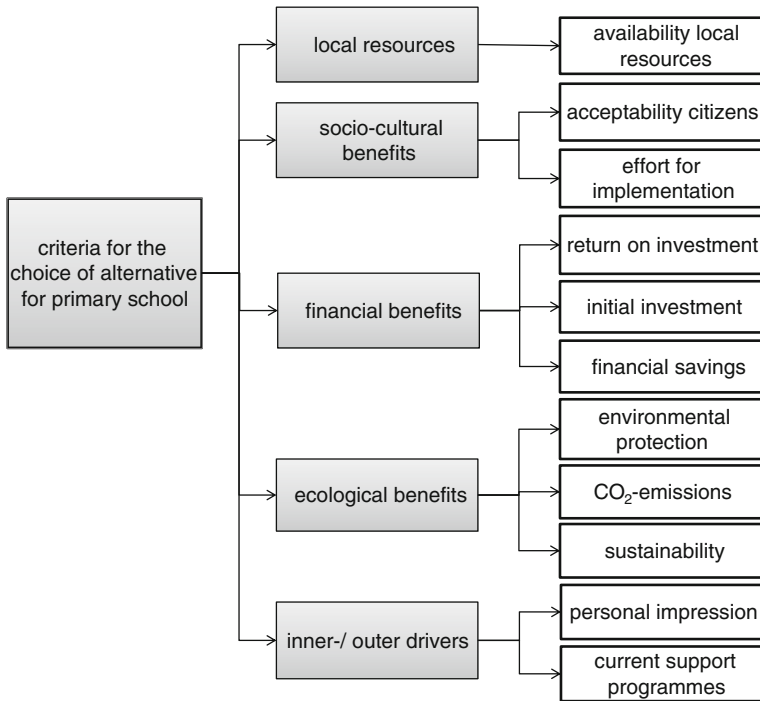 criteria for the
choice of alternative
for primary school
local resources
availability local
resources
socio-cultural
benefits
acceptability citizens
effort for
implementation
financial benefits
return on investment
initial investment
financial savings
ecological benefits
environmental
protection
CO₂-emissions
sustainability
inner-/ outer drivers
personal impression
current support
programmes